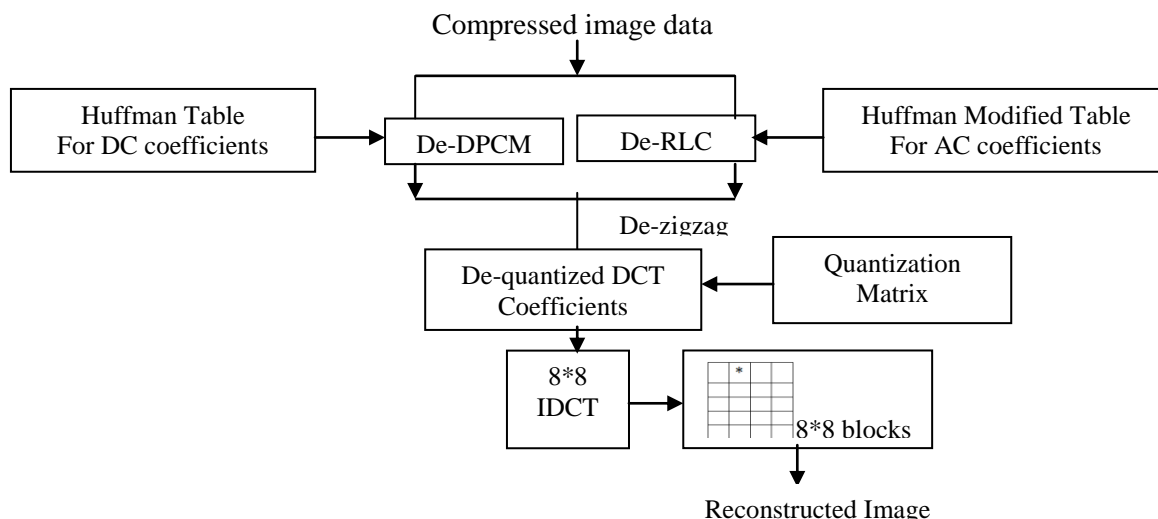 Compressed image data
Huffman Table
For DC coefficients
De-DPCM
De-RLC
Huffman Modified Table
For AC coefficients
De-zigzag
De-quantized DCT
Coefficients
Quantization
Matrix
8*8
IDCT
*
8*8 blocks
Reconstructed Image